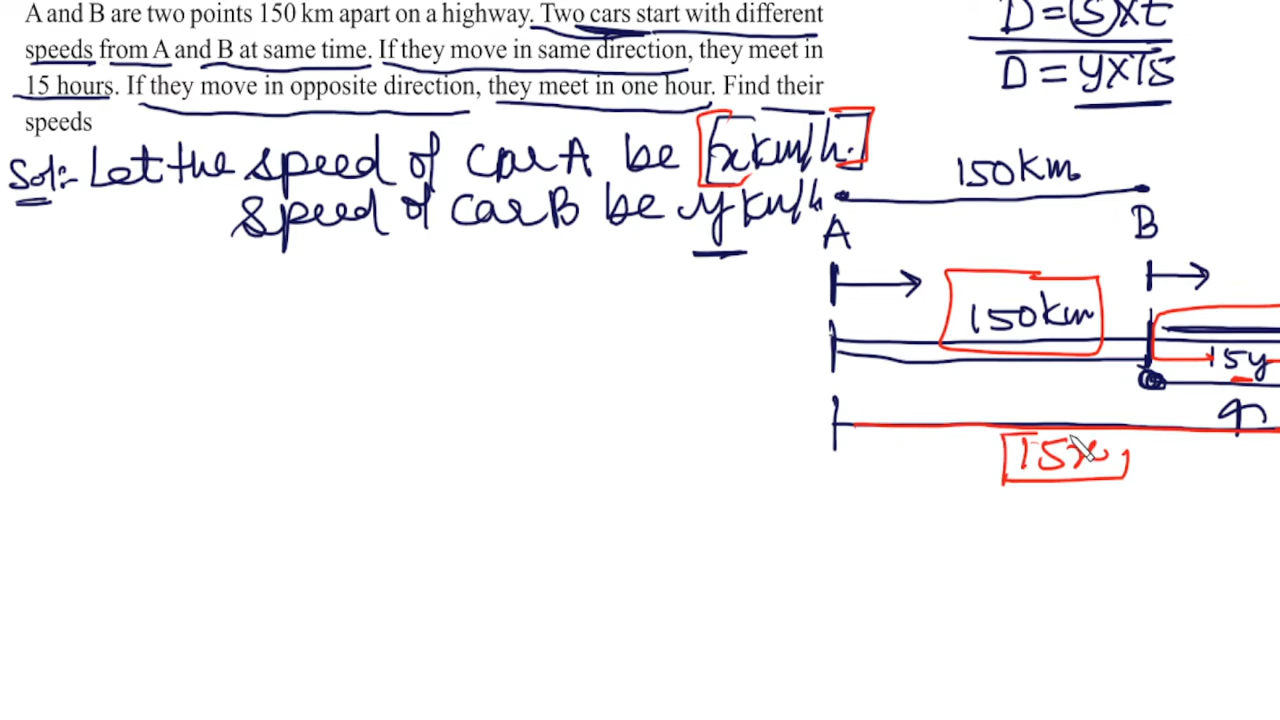 A and B are two points 150 km apart on a highway. Two cars start with different
speeds from A and B at same time. If they move in same direction, they meet in
15 hours. If they move in opposite direction, they meet in one hour. Find their
speeds
D = S x t
D = y x 15
Sol:- Let the speed of car A be x km/h.
speed of car B be y km/h
150 km
A
B
150 km
15y
15x